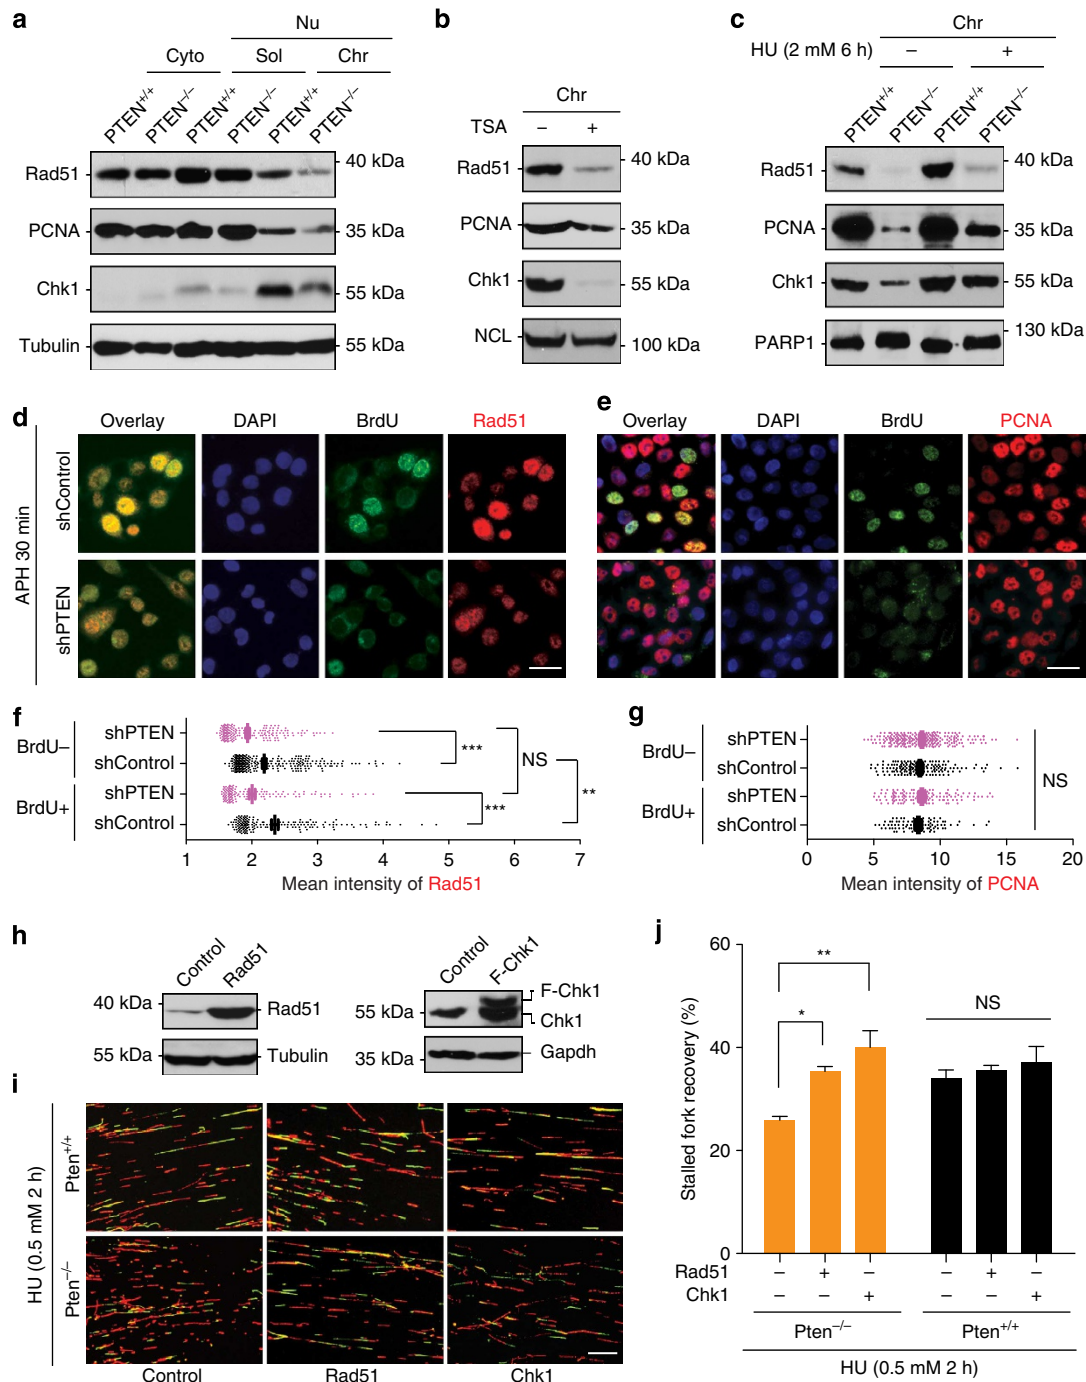 a
Nu
Cyto Sol Chr
PTEN+/+ PTEN–/– PTEN+/+ PTEN–/– PTEN+/+ PTEN–/–
Rad51 40 kDa
PCNA 35 kDa
Chk1 55 kDa
Tubulin 55 kDa
b
Chr
TSA – +
Rad51 40 kDa
PCNA 35 kDa
Chk1 55 kDa
NCL 100 kDa
c
Chr
HU (2 mM 6 h) – +
PTEN+/+ PTEN–/– PTEN+/+ PTEN–/–
Rad51 40 kDa
PCNA 35 kDa
Chk1 55 kDa
PARP1 130 kDa
d
Overlay DAPI BrdU Rad51
APH 30 min
shControl
shPTEN
e
Overlay DAPI BrdU PCNA
f
BrdU–
shPTEN
shControl
BrdU+
shPTEN
shControl
*** NS
*** **
1 2 3 4 5 6 7
Mean intensity of Rad51
g
BrdU–
shPTEN
shControl
BrdU+
shPTEN
shControl
NS
0 5 10 15 20
Mean intensity of PCNA
h
Control Rad51
40 kDa Rad51
55 kDa Tubulin
Control F-Chk1
F-Chk1
55 kDa Chk1
35 kDa Gapdh
i
HU (0.5 mM 2 h)
Pten+/+
Pten–/–
Control Rad51 Chk1
j
Stalled fork recovery (%)
60
40
20
0
**
*
NS
Rad51 – + – – + –
Chk1 – – + – – +
Pten–/– Pten+/+
HU (0.5 mM 2 h)